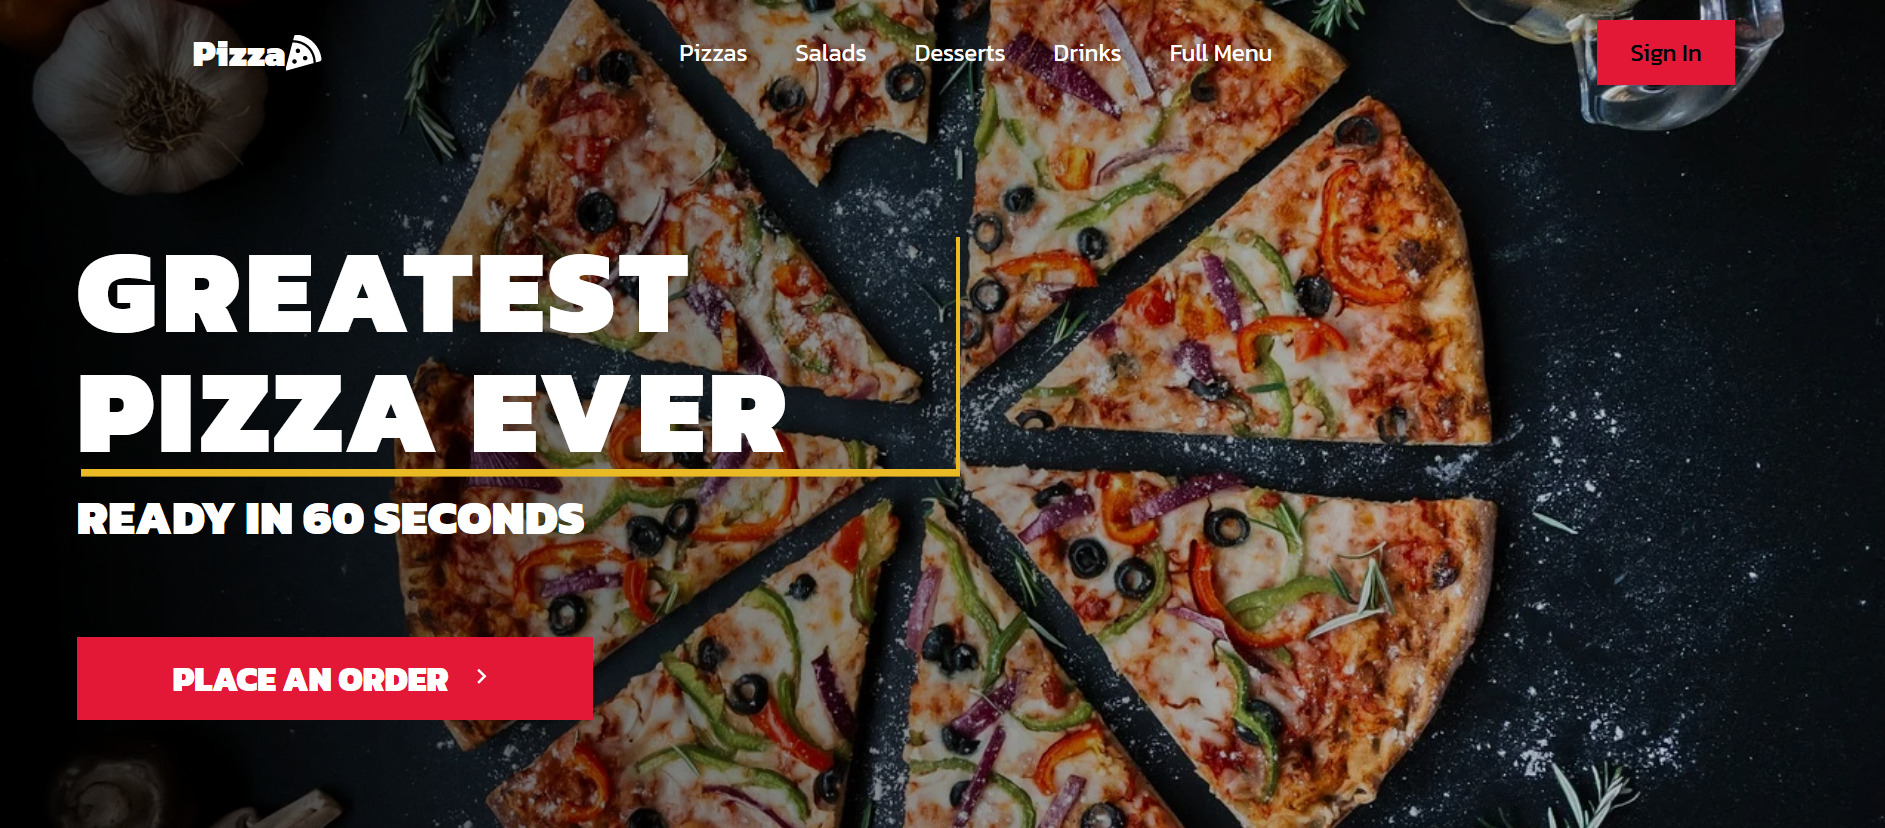 Pizza
Pizzas Salads Desserts Drinks Full Menu
Sign In
GREATEST
PIZZA EVER
READY IN 60 SECONDS
PLACE AN ORDER